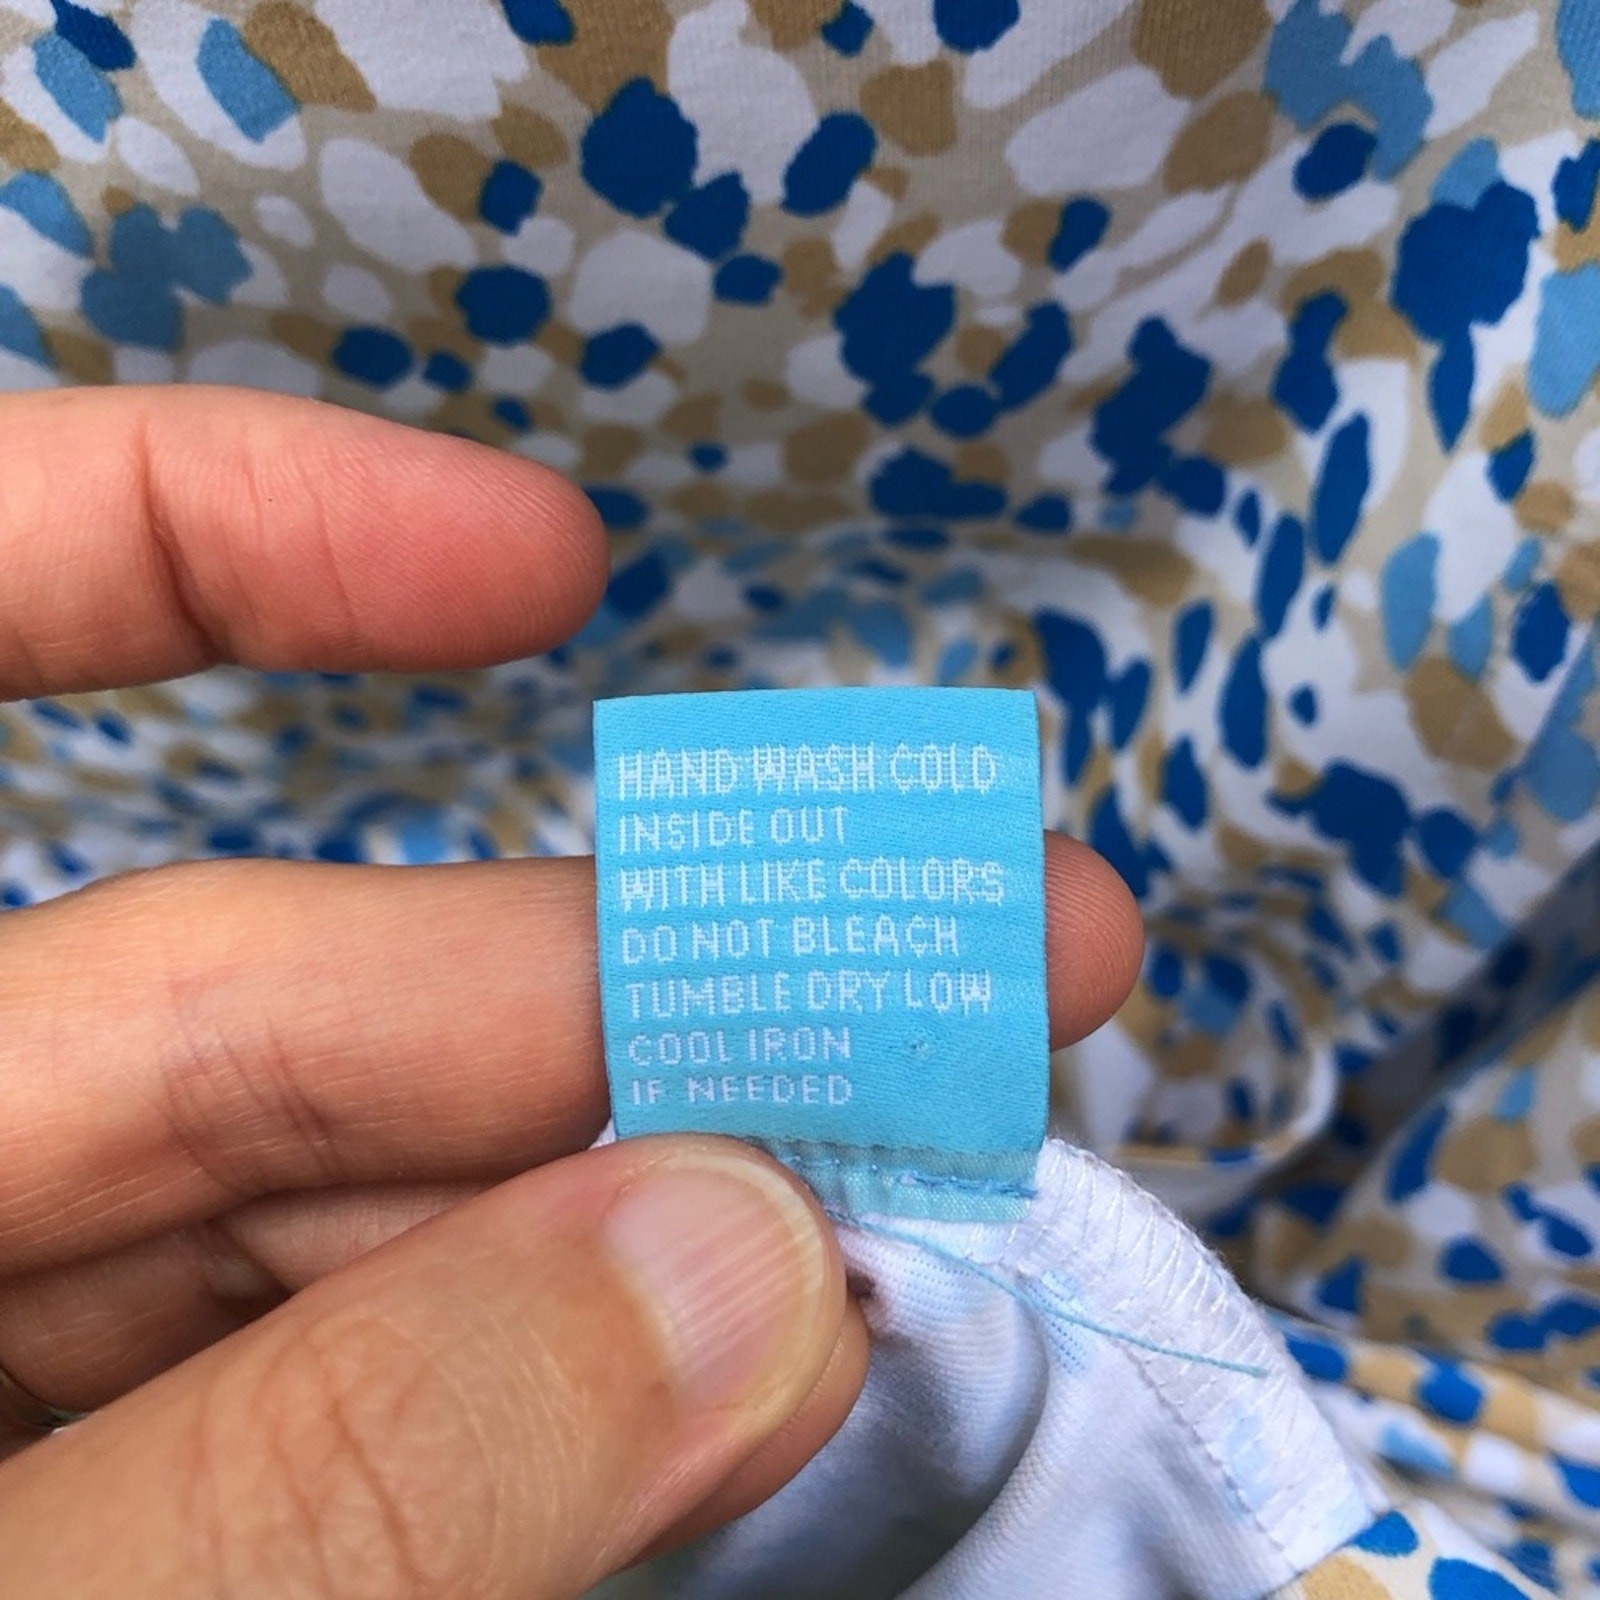 HAND WASH COLD
INSIDE OUT
WITH LIKE COLORS
DO NOT BLEACH
TUMBLE DRY LOW
COOL IRON
IF NEEDED